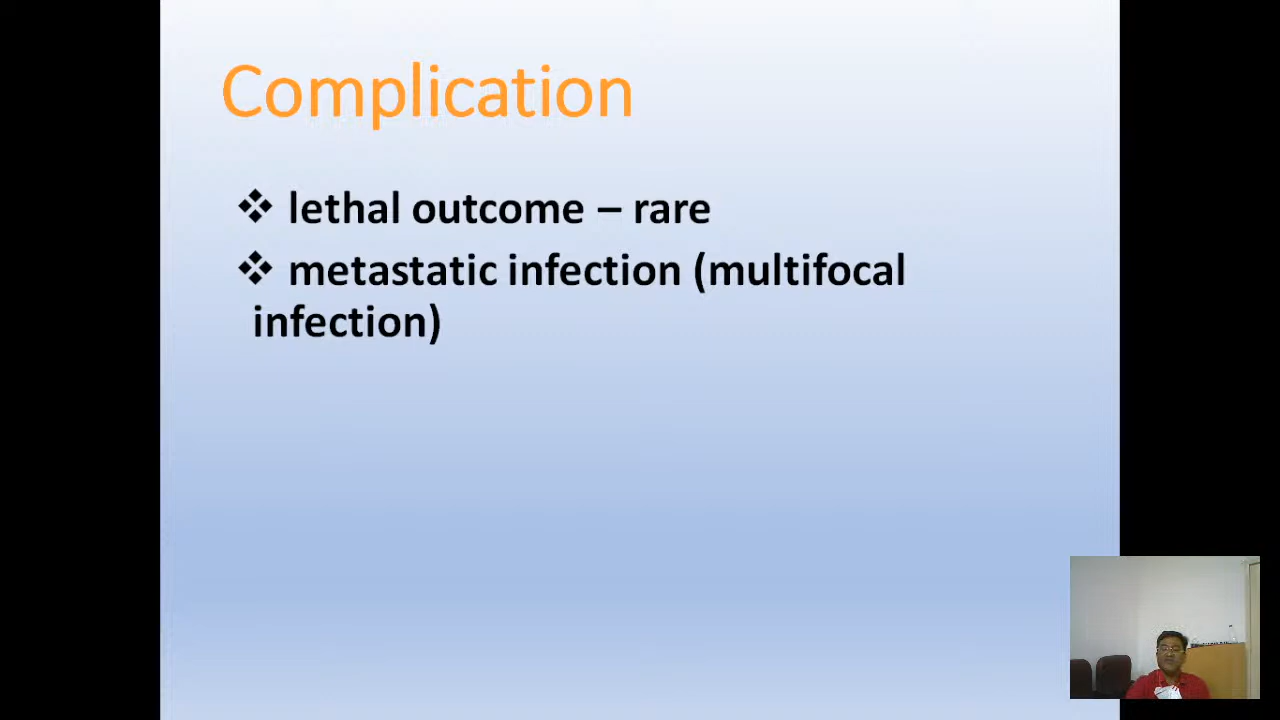 Complication
❖ lethal outcome – rare
❖ metastatic infection (multifocal
infection)